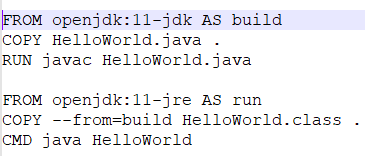 FROM openjdk:11-jdk AS build
COPY HelloWorld.java .
RUN javac HelloWorld.java
FROM openjdk:11-jre AS run
COPY --from=build HelloWorld.class .
CMD java HelloWorld